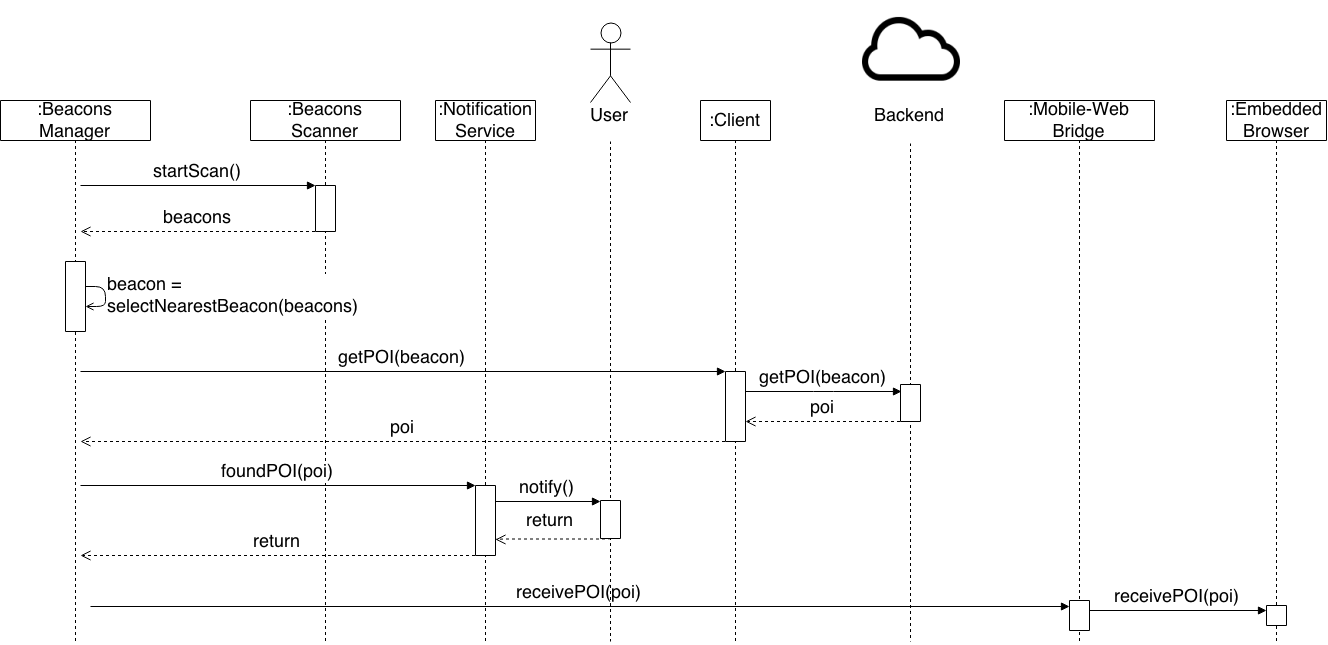 :Beacons
Manager
:Beacons
Scanner
:Notification
Service
User
:Client
Backend
:Mobile-Web
Bridge
:Embedded
Browser
startScan()
beacons
beacon =
selectNearestBeacon(beacons)
getPOI(beacon)
getPOI(beacon)
poi
poi
foundPOI(poi)
notify()
return
return
receivePOI(poi)
receivePOI(poi)